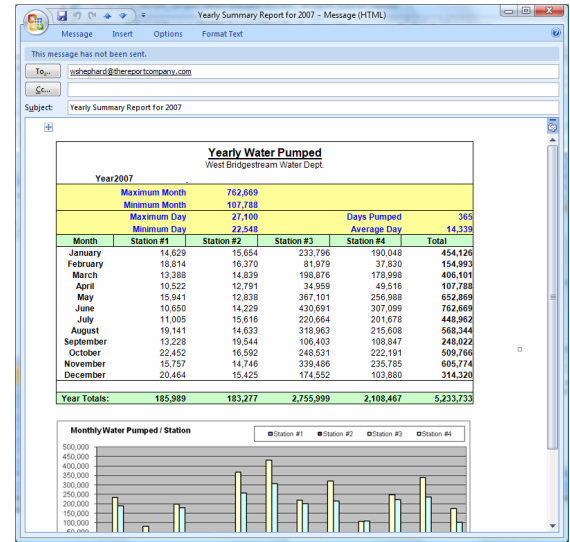 Yearly Summary Report for 2007 - Message (HTML)
Message Insert Options Format Text
This message has not been sent.
To... wshephard@thereportcompany.com
Cc...
Subject: Yearly Summary Report for 2007
Yearly Water Pumped
West Bridgestream Water Dept.
Year2007
Maximum Month 762,669
Minimum Month 107,788
Maximum Day 27,100 Days Pumped 365
Minimum Day 22,548 Average Day 14,339
Month Station #1 Station #2 Station #3 Station #4 Total
January 14,629 15,654 233,796 190,048 454,126
February 18,814 16,370 81,979 37,830 154,993
March 13,388 14,839 198,876 178,998 406,101
April 10,522 12,791 34,959 49,516 107,788
May 15,941 12,838 367,101 256,988 652,869
June 10,650 14,229 430,691 307,099 762,669
July 11,005 15,616 220,664 201,678 448,962
August 19,141 14,633 318,963 215,608 568,344
September 13,228 19,544 106,403 108,847 248,022
October 22,452 16,592 248,531 222,191 509,766
November 15,757 14,746 339,486 235,785 605,774
December 20,464 15,425 174,552 103,880 314,320
Year Totals: 185,989 183,277 2,755,999 2,108,467 5,233,733
Monthly Water Pumped / Station
Station #1 Station #2 Station #3 Station #4
500,000
450,000
400,000
350,000
300,000
250,000
200,000
150,000
100,000